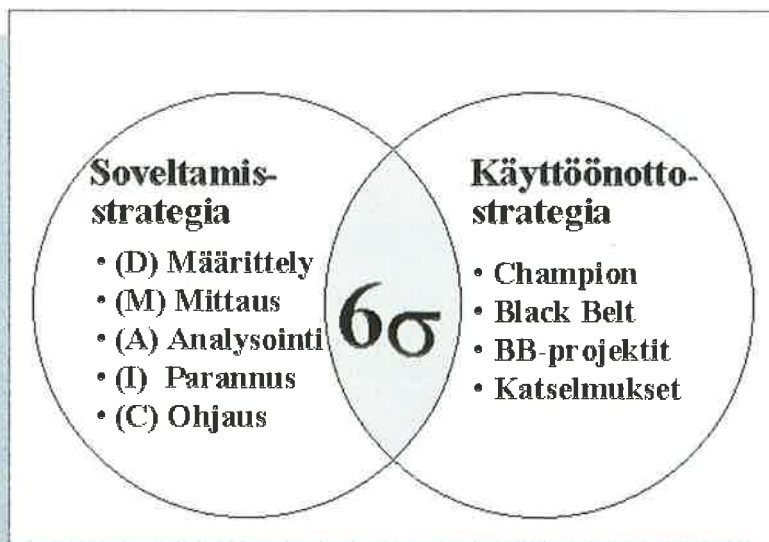 Soveltamis-
strategia
• (D) Määrittely
• (M) Mittaus
• (A) Analysointi
• (I) Parannus
• (C) Ohjaus
6σ
Käyttöönotto-
strategia
• Champion
• Black Belt
• BB-projektit
• Katselmukset